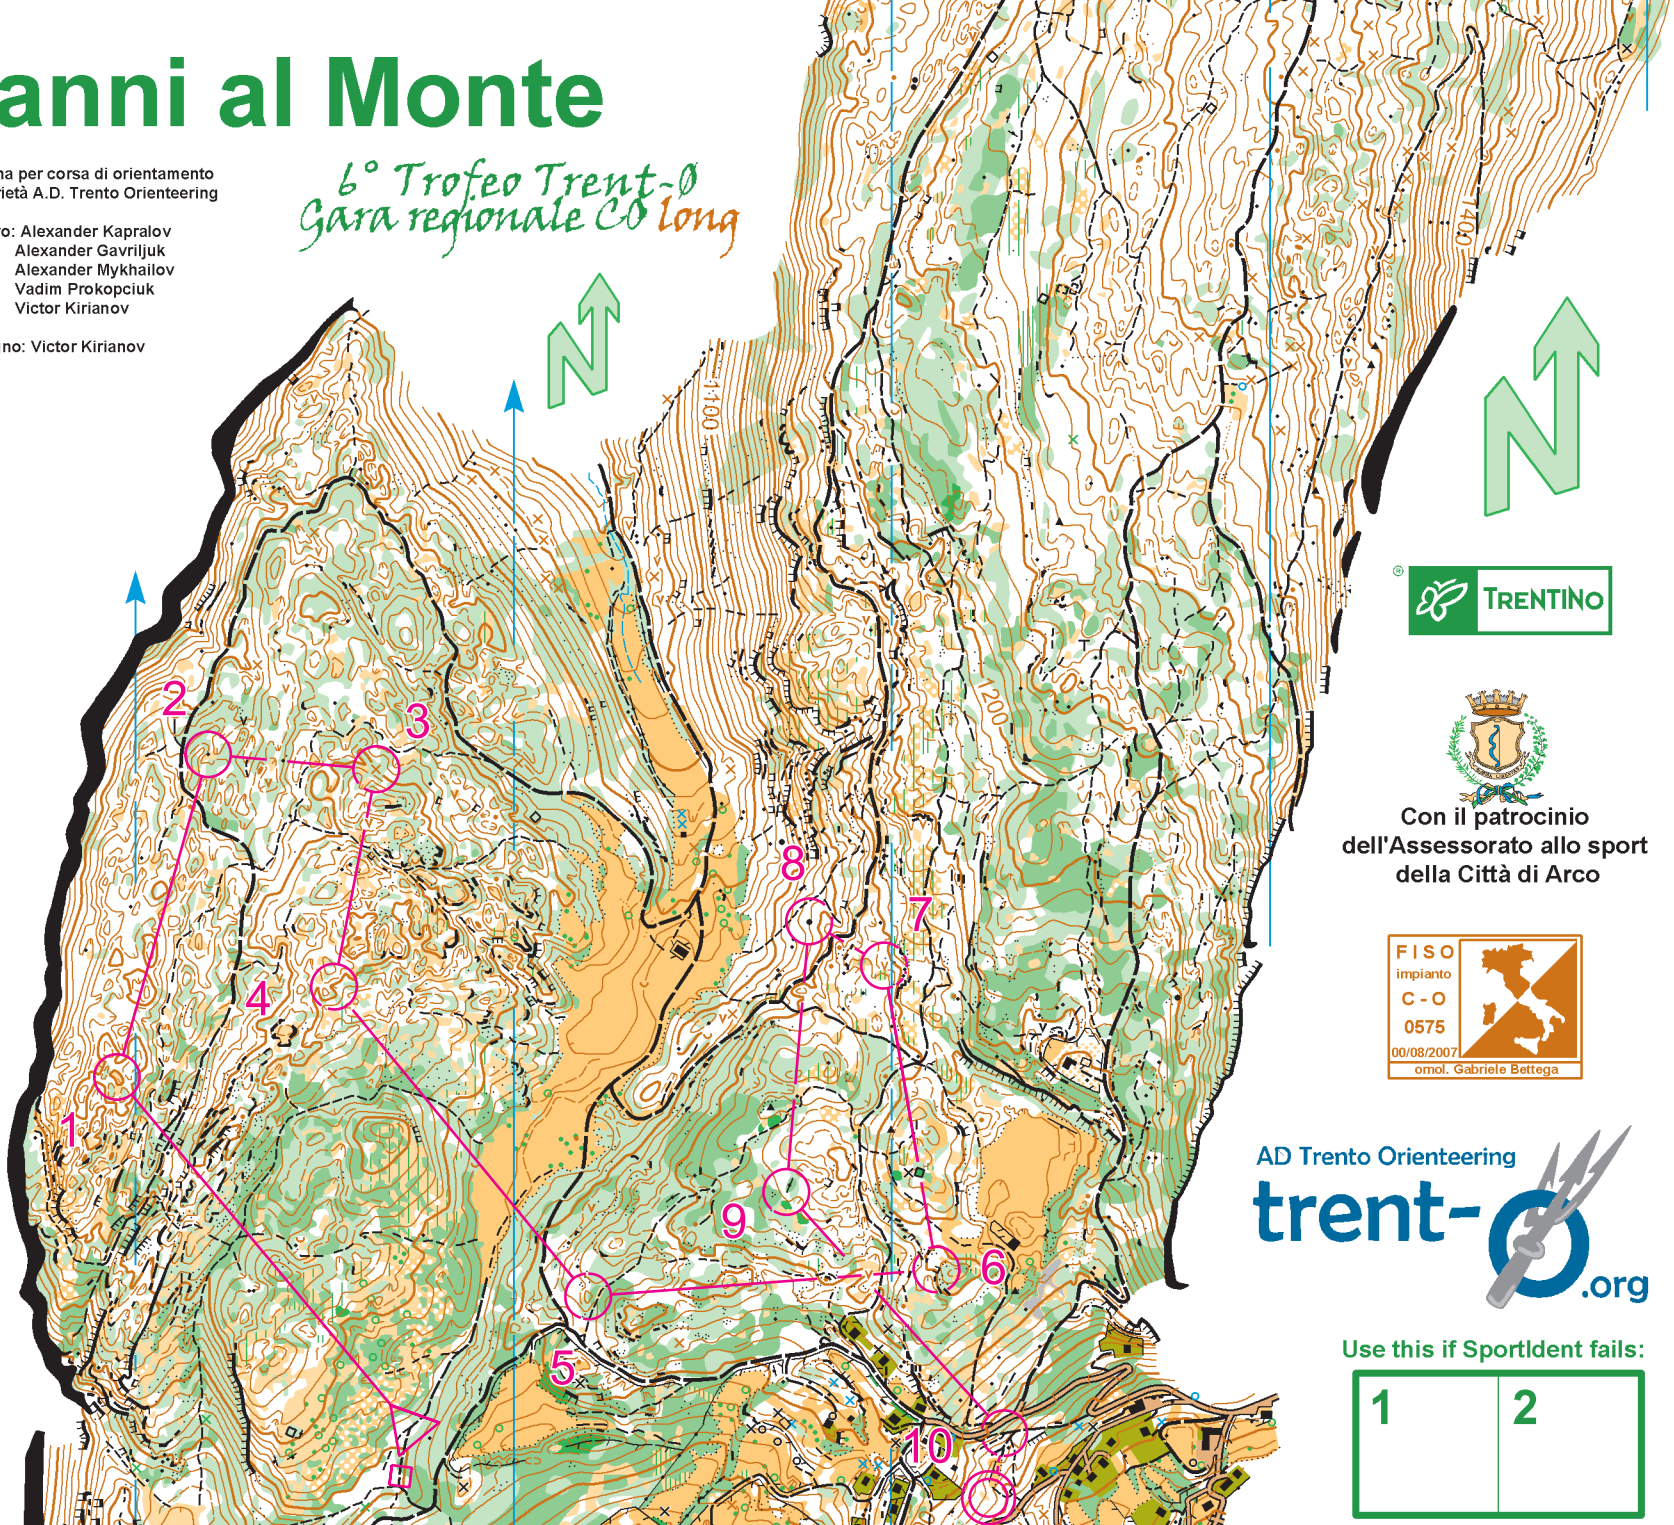 anni al Monte
na per corsa di orientamento
rietà A.D. Trento Orienteering
vo: Alexander Kapralov
Alexander Gavriljuk
Alexander Mykhailov
Vadim Prokopciuk
Victor Kirianov
gno: Victor Kirianov
6° Trofeo Trent-Ø
Gara regionale CO long
N
N
1400
1100
1200
® TRENTINO
2
3
8
7
4
1
9
6
5
10
Con il patrocinio
dell'Assessorato allo sport
della Città di Arco
FISO
impianto
C - O
0575
00/08/2007
omol. Gabriele Bettega
AD Trento Orienteering
trent-O
.org
Use this if SportIdent fails:
1 2